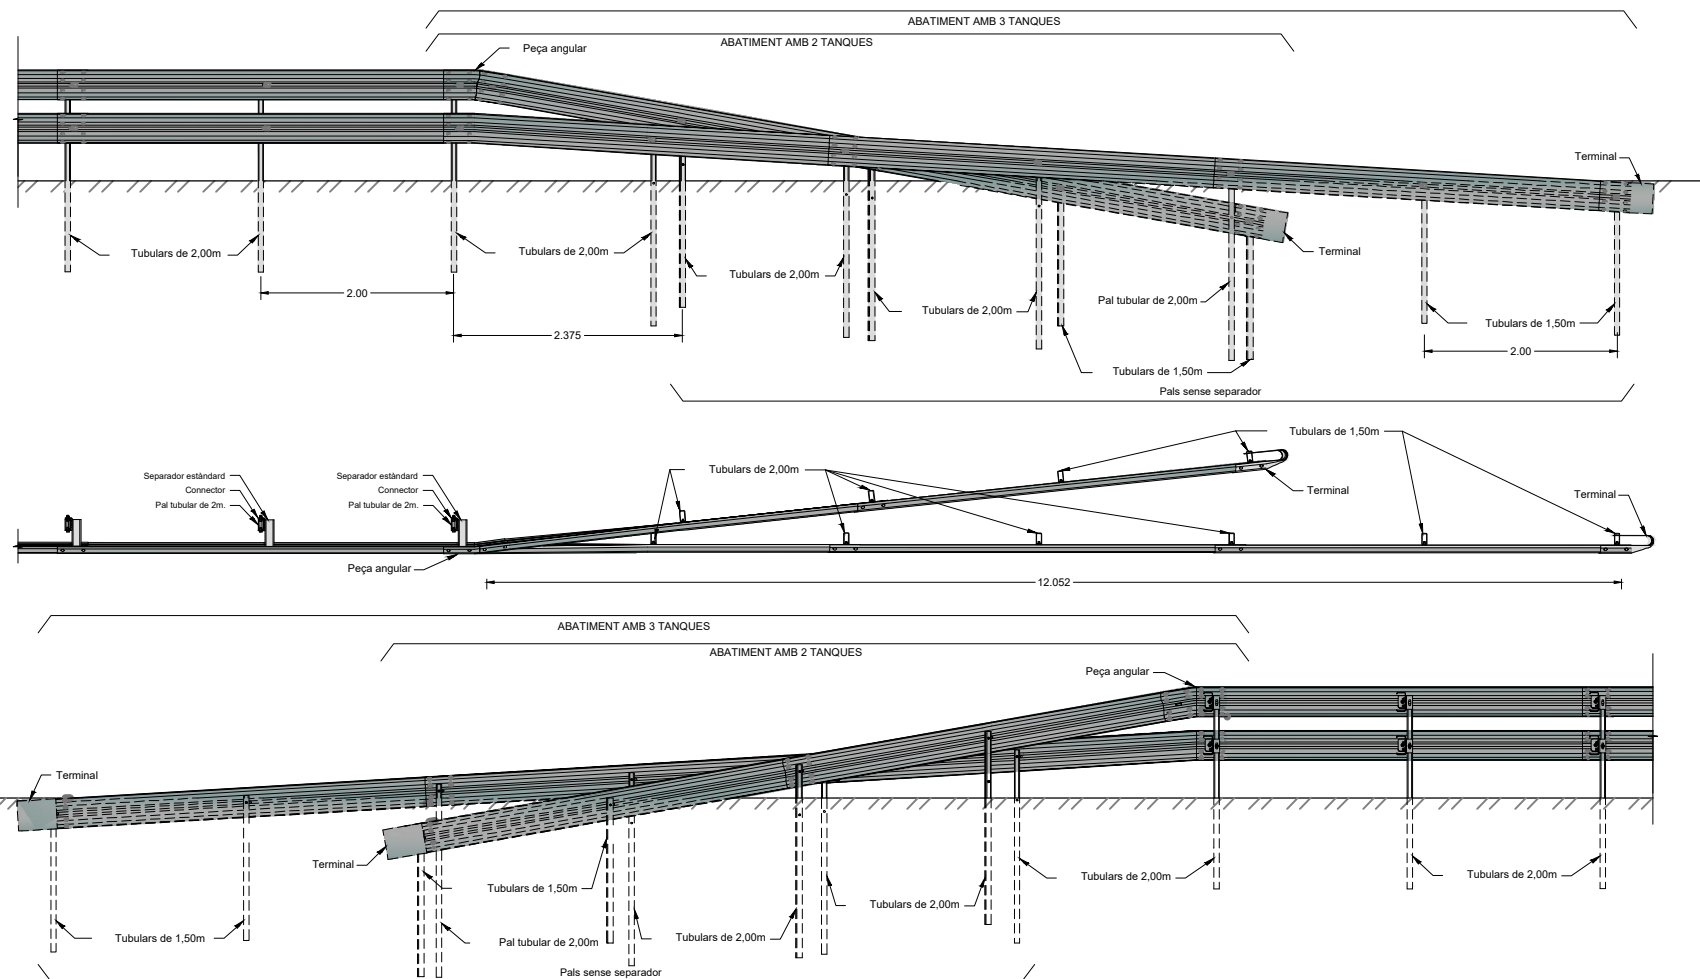 ABATIMENT AMB 3 TANQUES
ABATIMENT AMB 2 TANQUES
Peça angular
Terminal
Tubulars de 2,00m
Tubulars de 2,00m
Terminal
Tubulars de 2,00m
2.00
Pal tubular de 2,00m
Tubulars de 2,00m
Tubulars de 1,50m
2.375
2.00
Tubulars de 1,50m
Pals sense separador
Tubulars de 1,50m
Separador estàndard
Connector
Pal tubular de 2m.
Separador estàndard
Connector
Pal tubular de 2m.
Tubulars de 2,00m
Terminal
Terminal
Peça angular
12.052
ABATIMENT AMB 3 TANQUES
ABATIMENT AMB 2 TANQUES
Peça angular
Terminal
Terminal
Tubulars de 1,50m
Tubulars de 2,00m
Tubulars de 2,00m
Tubulars de 2,00m
Tubulars de 1,50m
Pal tubular de 2,00m
Tubulars de 2,00m
Pals sense separador